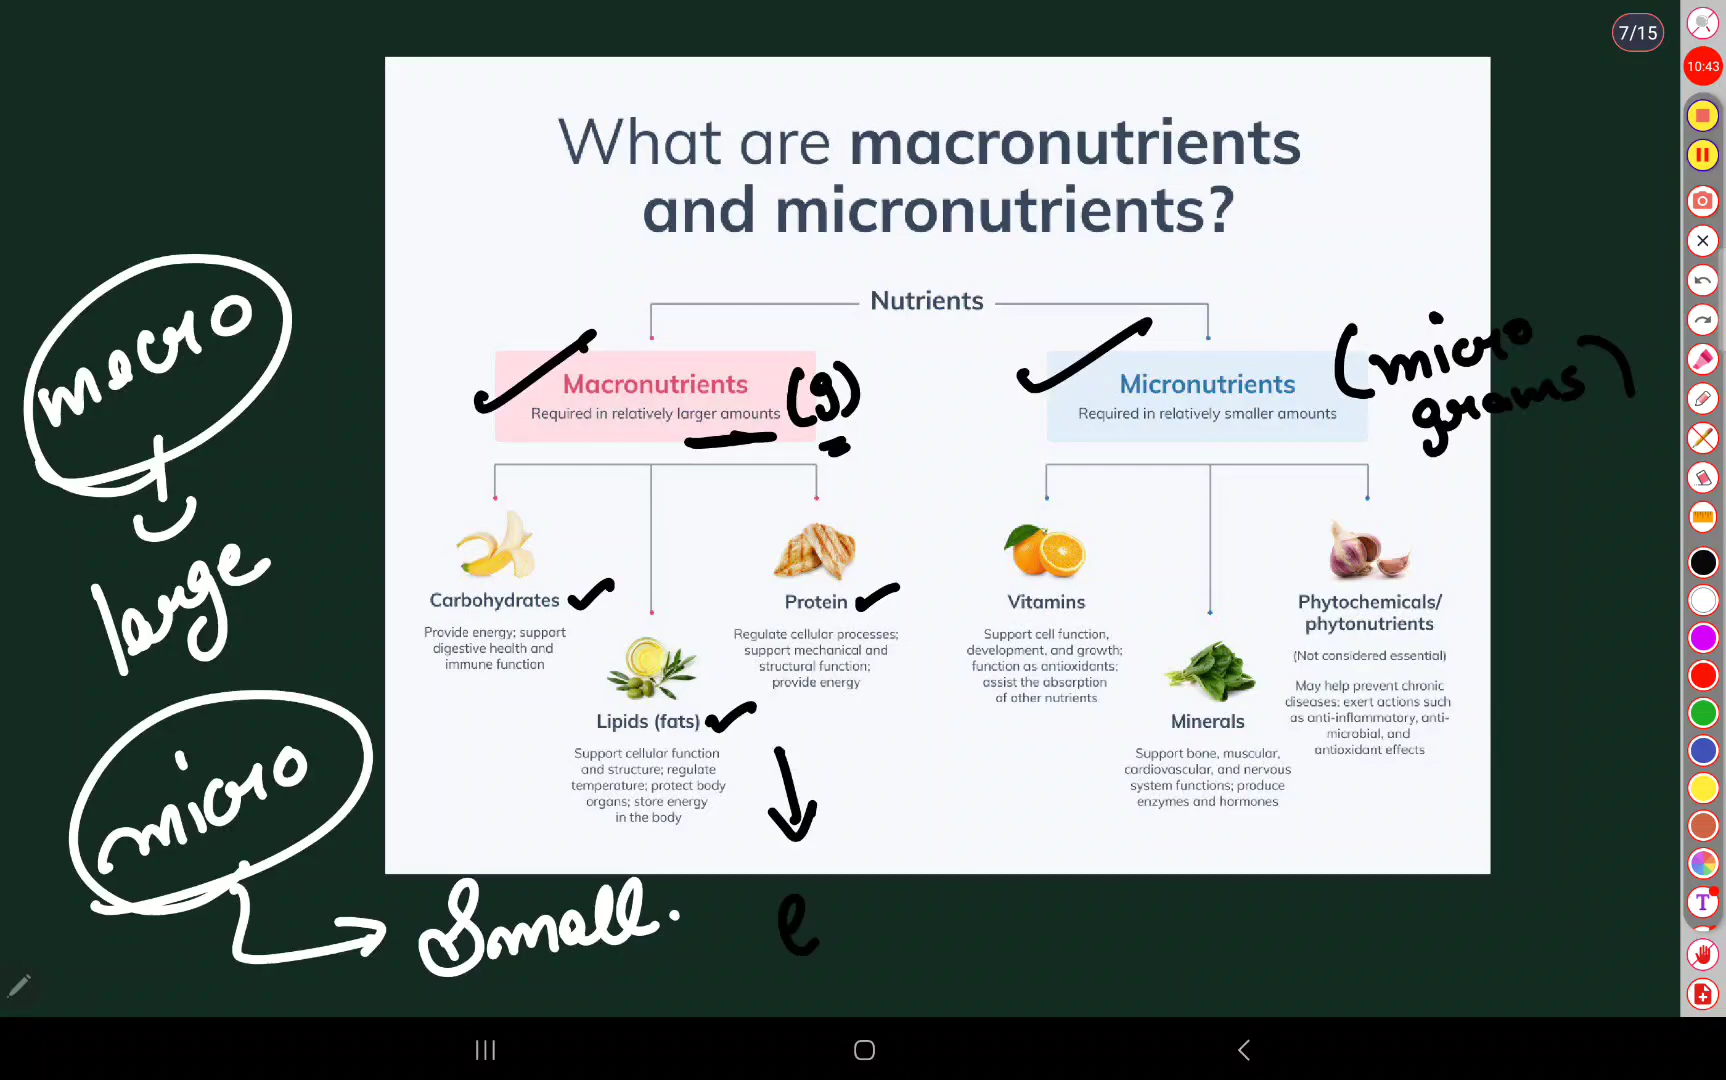 7/15
10:43
What are macronutrients
and micronutrients?
Nutrients
Macronutrients
Required in relatively larger amounts
(g)
Micronutrients
Required in relatively smaller amounts
(micro
grams)
macro
large
micro
Small.
Carbohydrates
Provide energy; support
digestive health and
immune function
Lipids (fats)
Support cellular function
and structure; regulate
temperature; protect body
organs; store energy
in the body
Protein
Regulate cellular processes;
support mechanical and
structural function;
provide energy
Vitamins
Support cell function,
development, and growth;
function as antioxidants;
assist the absorption
of other nutrients
Minerals
Support bone, muscular,
cardiovascular, and nervous
system functions; produce
enzymes and hormones
Phytochemicals/
phytonutrients
(Not considered essential)
May help prevent chronic
diseases; exert actions such
as anti-inflammatory, anti-
microbial, and
antioxidant effects
e
T